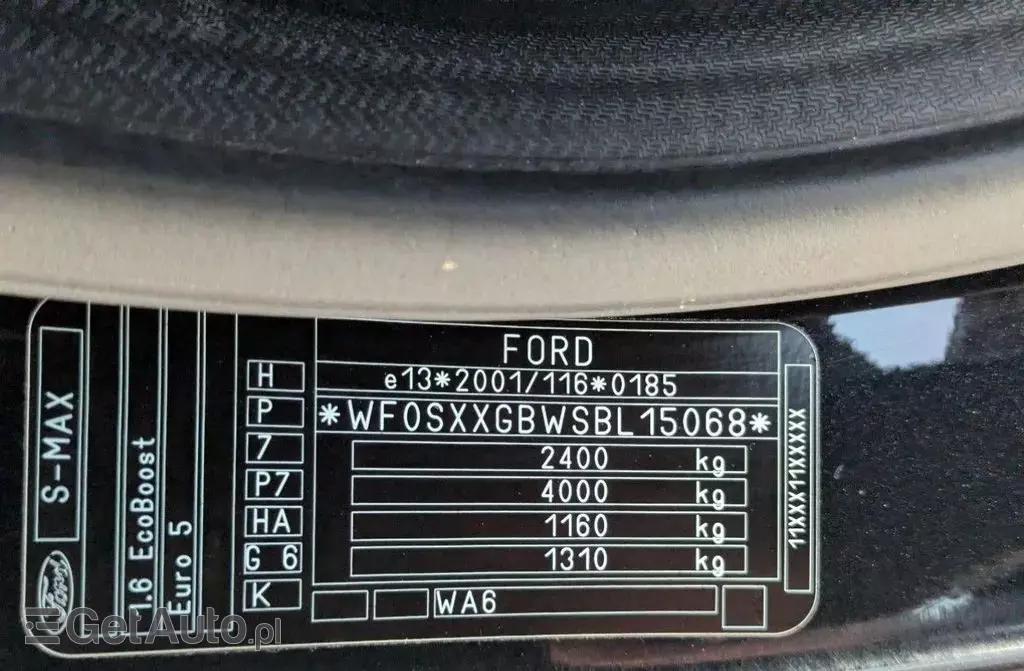 FORD
e13*2001/116*0185
*WF0SXXGBWSBL15068*
2400 kg
4000 kg
1160 kg
1310 kg
WA6
H
P
7
P7
HA
G 6
K
S-MAX
1.6 EcoBoost
Euro 5
Ford
11XXX11XXXXX
GetAuto.pl